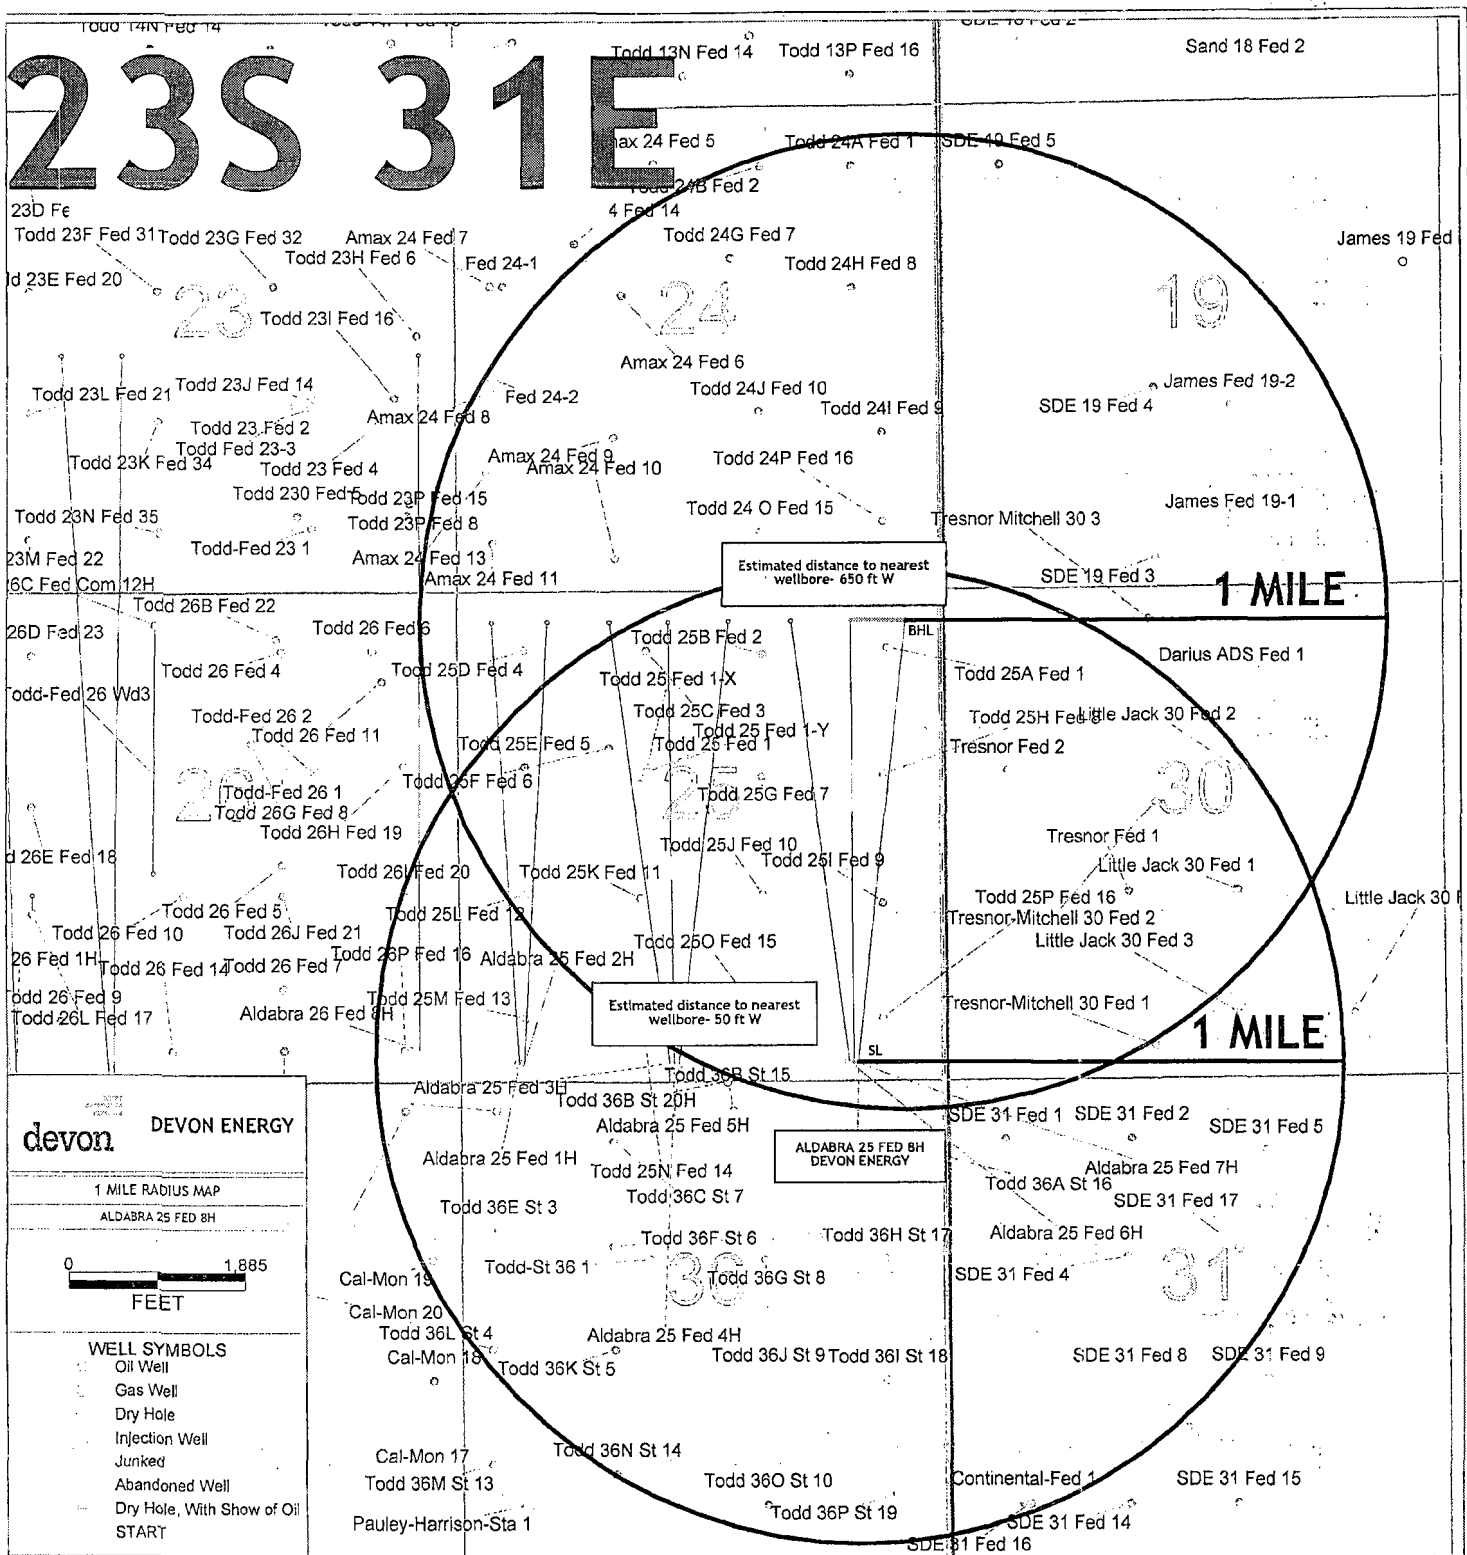 Todd 14N Fed 14
Todd 13N Fed 14
Todd 13P Fed 16
Sand 18 Fed 2
23S 31E
24 Fed 5
Todd 24A Fed 1
SDE 19 Fed 5
Todd 24B Fed 2
23D Fe
4 Fed 14
Todd 23F Fed 31
Todd 23G Fed 32
Amax 24 Fed 7
Todd 24G Fed 7
James 19 Fed
Todd 23H Fed 6
Fed 24-1
Todd 24H Fed 8
23E Fed 20
23
24
19
Todd 23I Fed 16
Amax 24 Fed 6
Todd 23L Fed 21
Todd 23J Fed 14
Fed 24-2
Todd 24J Fed 10
James Fed 19-2
Todd 23 Fed 2
Amax 24 Fed 8
Todd 24I Fed 9
SDE 19 Fed 4
Todd Fed 23-3
Todd 23K Fed 34
Todd 23 Fed 4
Amax 24 Fed 9
Amax 24 Fed 10
Todd 24P Fed 16
Todd 230 Fed 5
Todd 23P Fed 15
Todd 24 O Fed 15
James Fed 19-1
Todd 23N Fed 35
Todd 23P Fed 8
Tresnor Mitchell 30 3
Todd-Fed 23 1
23M Fed 22
Amax 24 Fed 13
Estimated distance to nearest
wellbore- 650 ft W
26C Fed Com 12H
Amax 24 Fed 11
SDE 19 Fed 3
1 MILE
Todd 26B Fed 22
26D Fed 23
Todd 26 Fed 6
Todd 25B Fed 2
BHL
Todd 26 Fed 4
Todd 25D Fed 4
Darius ADS Fed 1
Todd 25 Fed 1-X
Todd 25A Fed 1
Todd-Fed 26 Wd3
Todd-Fed 26 2
Todd 25C Fed 3
Todd 25H Fed 8
Little Jack 30 Fed 2
Todd 26 Fed 11
Todd 25 Fed 1-Y
Todd 25E Fed 5
Todd 25 Fed 1
Tresnor Fed 2
Todd 25F Fed 6
26
25
30
Todd-Fed 26 1
Todd 25G Fed 7
Todd 26G Fed 8
Todd 26H Fed 19
Tresnor Fed 1
Todd 25J Fed 10
26E Fed 18
Todd 25I Fed 9
Little Jack 30 Fed 1
Todd 26I Fed 20
Todd 25K Fed 11
Todd 25P Fed 16
Little Jack 30 F
Todd 26 Fed 5
Todd 25L Fed 12
Tresnor-Mitchell 30 Fed 2
Todd 26 Fed 10
Todd 26J Fed 21
Todd 25O Fed 15
Little Jack 30 Fed 3
26 Fed 1H
Todd 26 Fed 14
Todd 26 Fed 7
Todd 26P Fed 16
Aldabra 25 Fed 2H
Todd 26 Fed 9
Todd 25M Fed 13
Estimated distance to nearest
wellbore- 50 ft W
Tresnor-Mitchell 30 Fed 1
Todd 26L Fed 17
Aldabra 26 Fed 8H
1 MILE
SL
Todd 36B St 15
Aldabra 25 Fed 3H
Todd 36B St 20H
devon
DEVON ENERGY
Aldabra 25 Fed 5H
SDE 31 Fed 1
SDE 31 Fed 2
SDE 31 Fed 5
ALDABRA 25 FED 8H
DEVON ENERGY
Aldabra 25 Fed 1H
Todd 25N Fed 14
Aldabra 25 Fed 7H
1 MILE RADIUS MAP
Todd 36C St 7
Todd 36A St 16
ALDABRA 25 FED 8H
Todd 36E St 3
SDE 31 Fed 17
Todd 36F St 6
Todd 36H St 17
Aldabra 25 Fed 6H
0 1,885
FEET
Cal-Mon 19
Todd-St 36 1
36
Todd 36G St 8
SDE 31 Fed 4
31
Cal-Mon 20
Todd 36L St 4
Aldabra 25 Fed 4H
WELL SYMBOLS
Cal-Mon 18
Todd 36K St 5
Todd 36J St 9
Todd 36I St 18
SDE 31 Fed 8
SDE 31 Fed 9
Oil Well
Gas Well
Dry Hole
Injection Well
Junked
Abandoned Well
Dry Hole, With Show of Oil
START
Cal-Mon 17
Todd 36N St 14
Todd 36M St 13
Todd 36O St 10
Continental-Fed 1
SDE 31 Fed 15
Pauley-Harrison-Sta 1
Todd 36P St 19
SDE 31 Fed 14
SDE 31 Fed 16